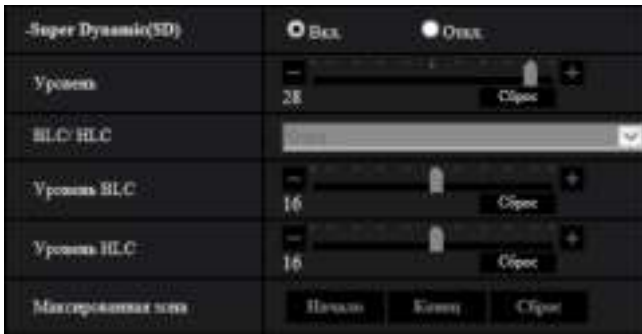 -Super Dynamic(SD)
Вкл.
Откл.
Уровень
28
Сброс
BLC/ HLC
Уровень BLC
16
Сброс
Уровень HLC
16
Сброс
Маскированная зона
Начало
Конец
Сброс